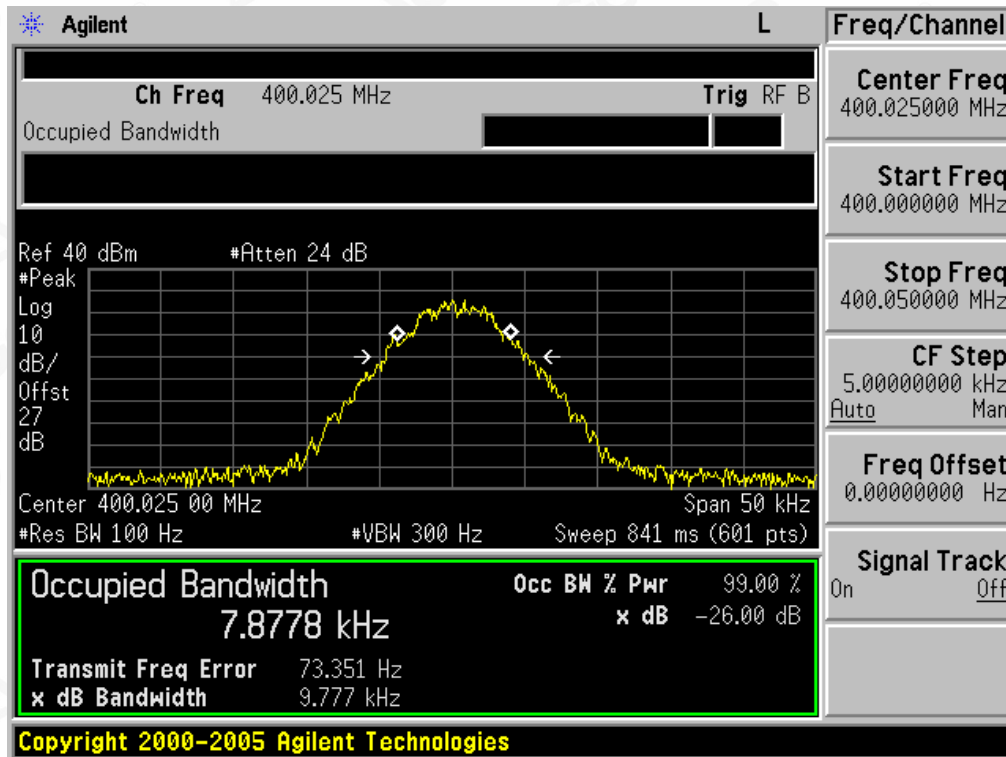 Agilent L Freq/Channel
Ch Freq 400.025 MHz Trig RF B
Occupied Bandwidth
Center Freq
400.025000 MHz
Start Freq
400.000000 MHz
Stop Freq
400.050000 MHz
CF Step
5.00000000 kHz
Auto Man
Freq Offset
0.00000000 Hz
Signal Track
On Off
Ref 40 dBm #Atten 24 dB
#Peak
Log
10
dB/
Offst
27
dB
Center 400.025 00 MHz Span 50 kHz
#Res BW 100 Hz #VBW 300 Hz Sweep 841 ms (601 pts)
Occupied Bandwidth Occ BW % Pwr 99.00 %
7.8778 kHz x dB -26.00 dB
Transmit Freq Error 73.351 Hz
x dB Bandwidth 9.777 kHz
Copyright 2000-2005 Agilent Technologies